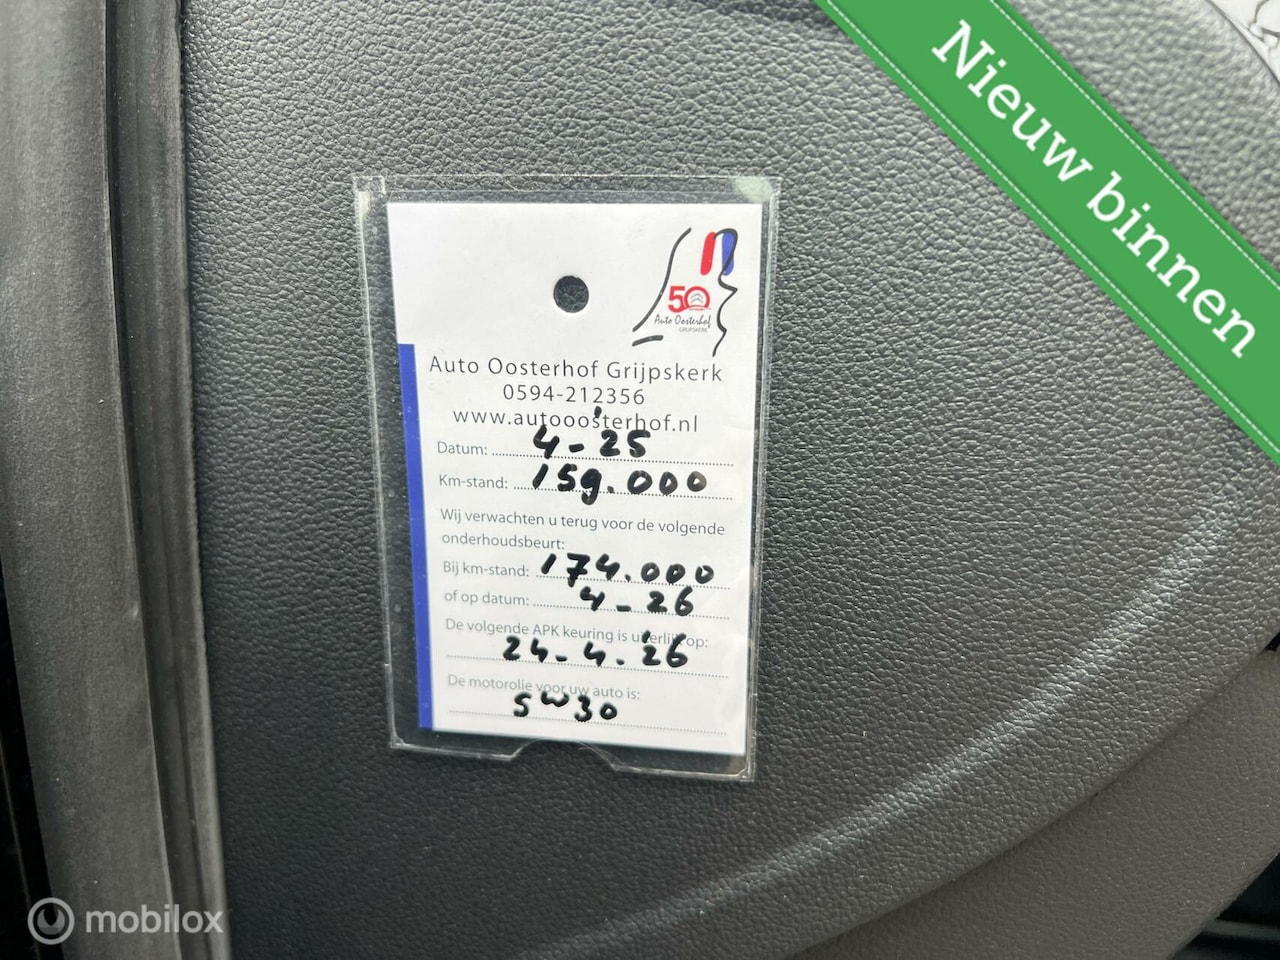 Nieuw binnen
50
Auto Oosterhof
GRIJPSKERK
Auto Oosterhof Grijpskerk
0594-212356
www.autooosterhof.nl
Datum: 4-'25
Km-stand: 159.000
Wij verwachten u terug voor de volgende
onderhoudsbeurt:
Bij km-stand: 174.000
of op datum: 4-26
De volgende APK keuring is uiterlijk op:
24-4-'26
De motorolie voor uw auto is:
5W30
mobilox